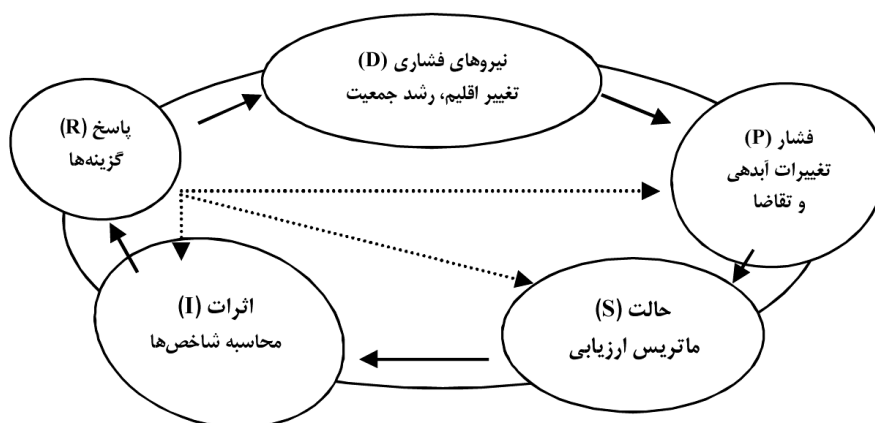 نیروهای فشاری (D)
تغییر اقلیم، رشد جمعیت
فشار (P)
تغییرات آبدهی
و تقاضا
حالت (S)
ماتریس ارزیابی
اثرات (I)
محاسبه شاخص‌ها
پاسخ (R)
گزینه‌ها